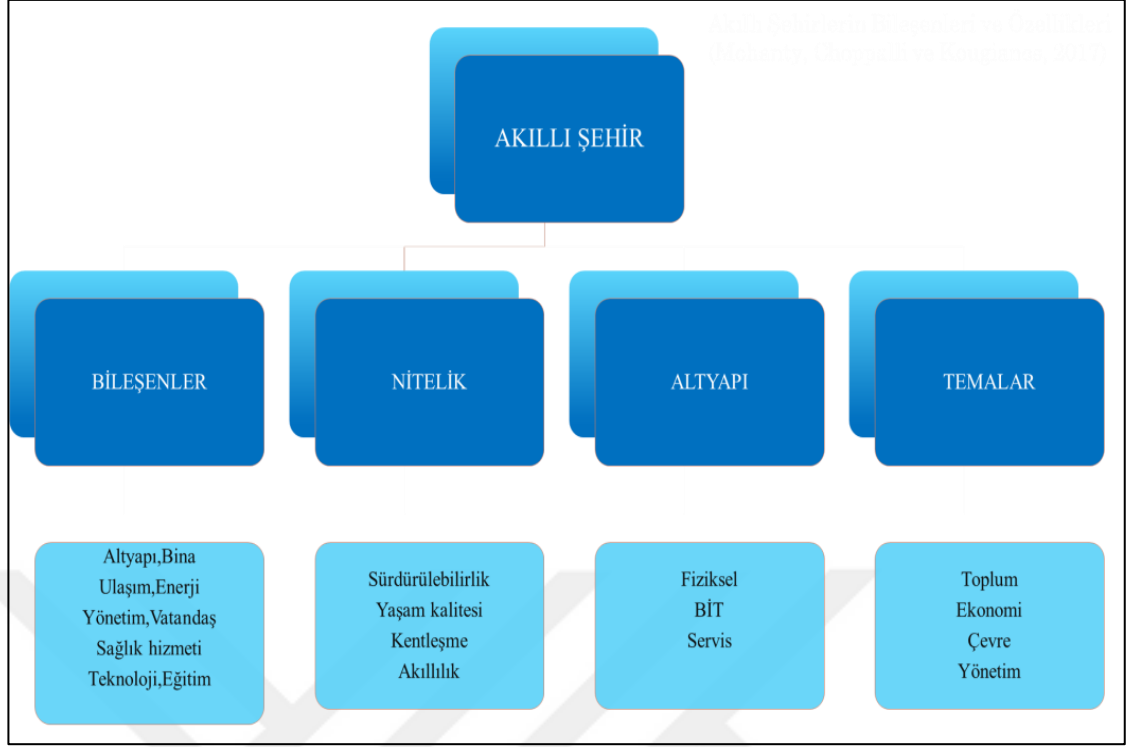 AKILLI ŞEHİR
BİLEŞENLER
NİTELİK
ALTYAPI
TEMALAR
Altyapı,Bina
Ulaşım,Enerji
Yönetim,Vatandaş
Sağlık hizmeti
Teknoloji,Eğitim
Sürdürülebilirlik
Yaşam kalitesi
Kentleşme
Akıllılık
Fiziksel
BİT
Servis
Toplum
Ekonomi
Çevre
Yönetim